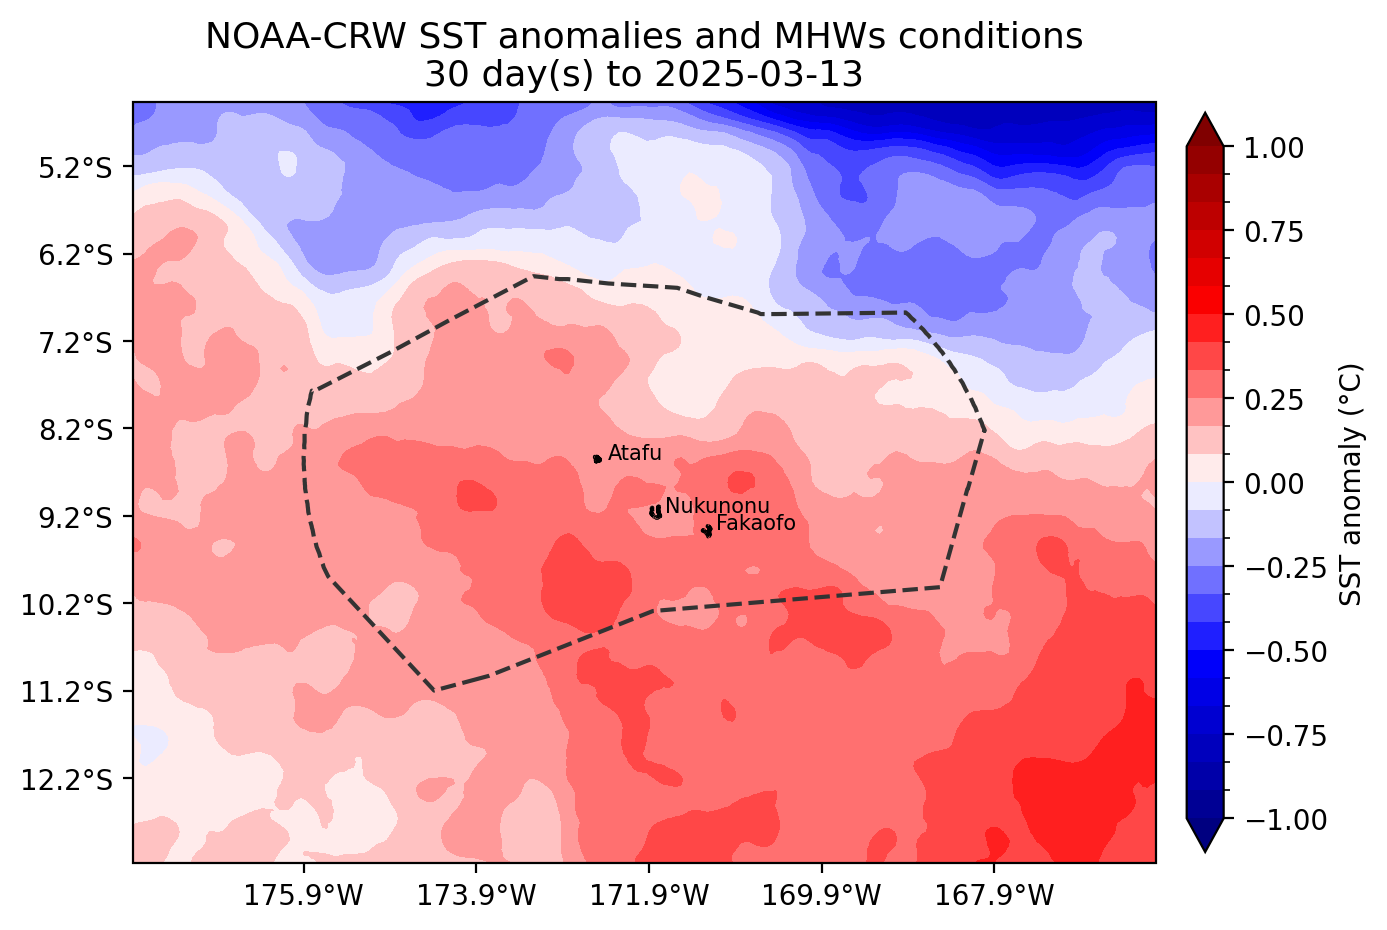 NOAA-CRW SST anomalies and MHWs conditions
30 day(s) to 2025-03-13
5.2°S
6.2°S
7.2°S
8.2°S
9.2°S
10.2°S
11.2°S
12.2°S
Atafu
Nukunonu
Fakaofo
175.9°W
173.9°W
171.9°W
169.9°W
167.9°W
1.00
0.75
0.50
0.25
0.00
−0.25
−0.50
−0.75
−1.00
SST anomaly (°C)